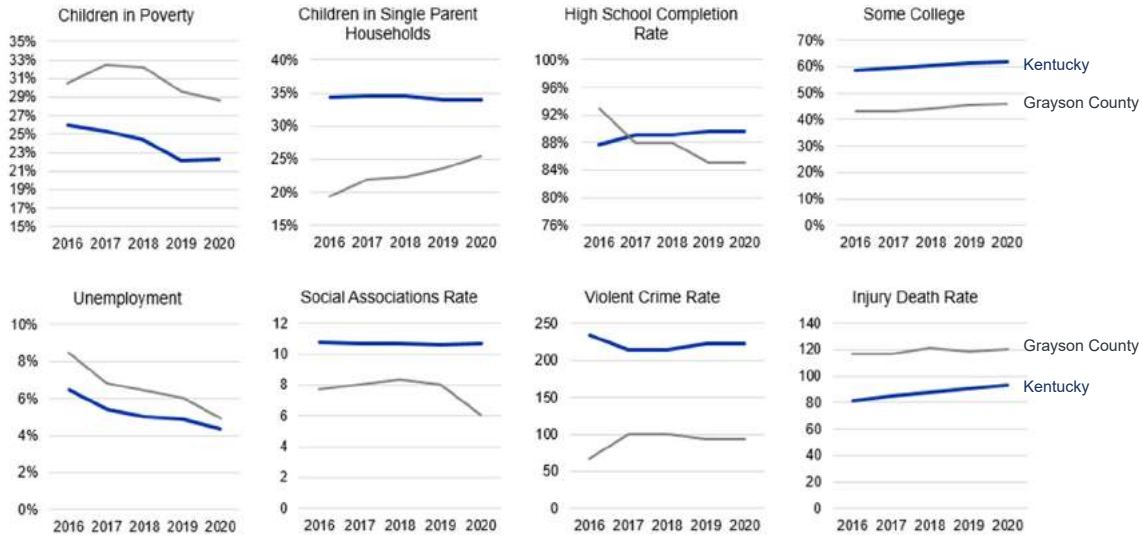 Children in Poverty
35%
33%
31%
29%
27%
25%
23%
21%
19%
17%
15%
2016 2017 2018 2019 2020
Children in Single Parent
Households
40%
35%
30%
25%
20%
15%
2016 2017 2018 2019 2020
High School Completion
Rate
100%
96%
92%
88%
84%
80%
76%
2016 2017 2018 2019 2020
Some College
70%
60%
50%
40%
30%
20%
10%
0%
2016 2017 2018 2019 2020
Kentucky
Grayson County
Unemployment
10%
8%
6%
4%
2%
0%
2016 2017 2018 2019 2020
Social Associations Rate
12
10
8
6
4
2
0
2016 2017 2018 2019 2020
Violent Crime Rate
250
200
150
100
50
0
2016 2017 2018 2019 2020
Injury Death Rate
140
120
100
80
60
40
20
0
2016 2017 2018 2019 2020
Grayson County
Kentucky